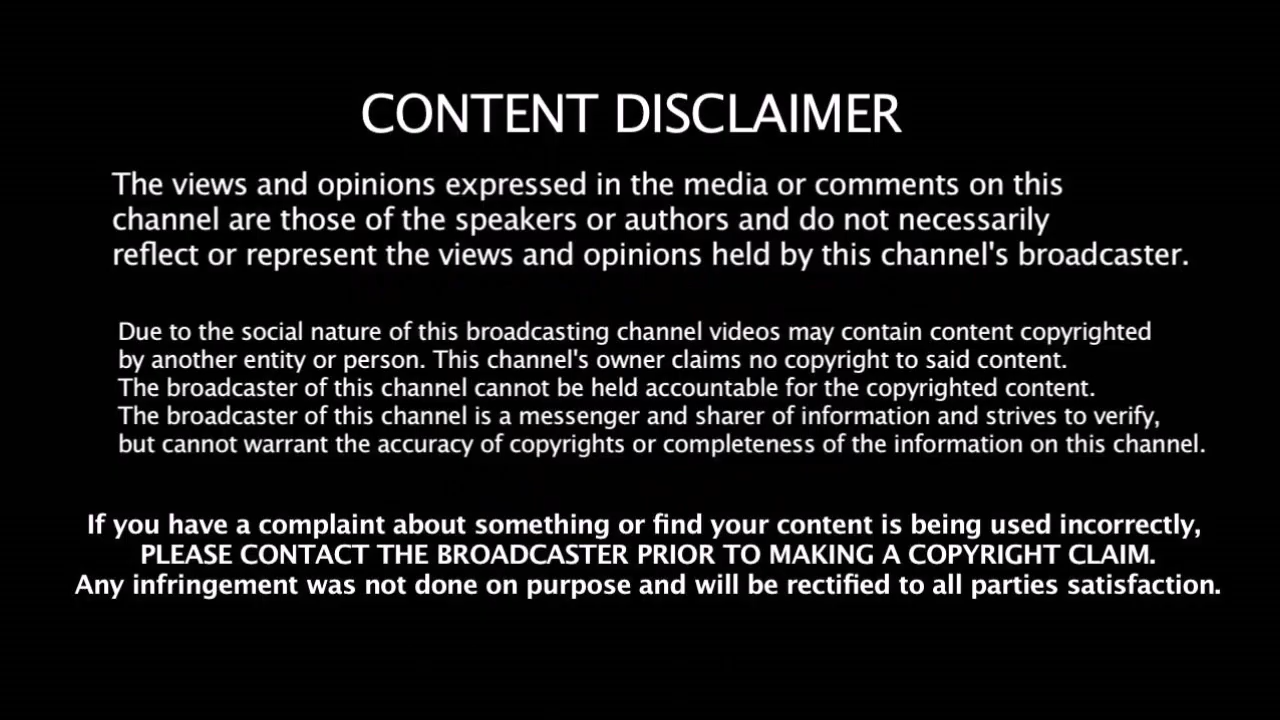 CONTENT DISCLAIMER
The views and opinions expressed in the media or comments on this
channel are those of the speakers or authors and do not necessarily
reflect or represent the views and opinions held by this channel's broadcaster.
Due to the social nature of this broadcasting channel videos may contain content copyrighted
by another entity or person. This channel's owner claims no copyright to said content.
The broadcaster of this channel cannot be held accountable for the copyrighted content.
The broadcaster of this channel is a messenger and sharer of information and strives to verify,
but cannot warrant the accuracy of copyrights or completeness of the information on this channel.
If you have a complaint about something or find your content is being used incorrectly,
PLEASE CONTACT THE BROADCASTER PRIOR TO MAKING A COPYRIGHT CLAIM.
Any infringement was not done on purpose and will be rectified to all parties satisfaction.